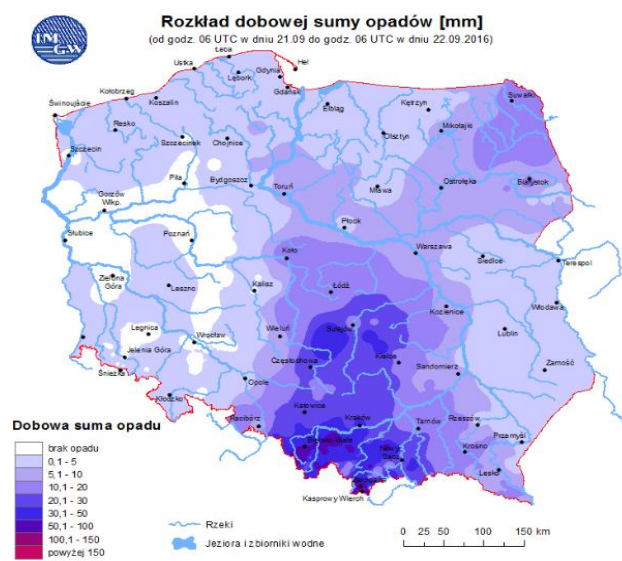 IMGW
Rozkład dobowej sumy opadów [mm]
(od godz. 06 UTC w dniu 21.09 do godz. 06 UTC w dniu 22.09.2016)
Łeba
Ustka
Hel
Lębork
Gdynia
Gdańsk
Suwałki
Kołobrzeg
Koszalin
Świnoujście
Elbląg
Kętrzyn
Resko
Mikołajki
Olsztyn
Szczecinek
Chojnice
Szczecin
Piła
Bydgoszcz
Toruń
Mława
Ostrołęka
Białystok
Gorzów
Wlkp.
Płock
Słubice
Poznań
Koło
Warszawa
Siedlce
Terespol
Zielona
Góra
Leszno
Kalisz
Łódź
Kozienice
Włodawa
Legnica
Wrocław
Wieluń
Sulejów
Lublin
Jelenia Góra
Częstochowa
Kielce
Sandomierz
Zamość
Śnieżka
Opole
Kłodzko
Katowice
Racibórz
Kraków
Tarnów
Rzeszów
Przemyśl
Bielsko-Biała
Nowy
Sącz
Krosno
Lesko
Zakopane
Kasprowy Wierch
Dobowa suma opadu
brak opadu
0,1 - 5
5,1 - 10
10,1 - 20
20,1 - 30
30,1 - 50
50,1 - 100
100,1 - 150
powyżej 150
Rzeki
Jeziora i zbiorniki wodne
0 25 50 100 150 km